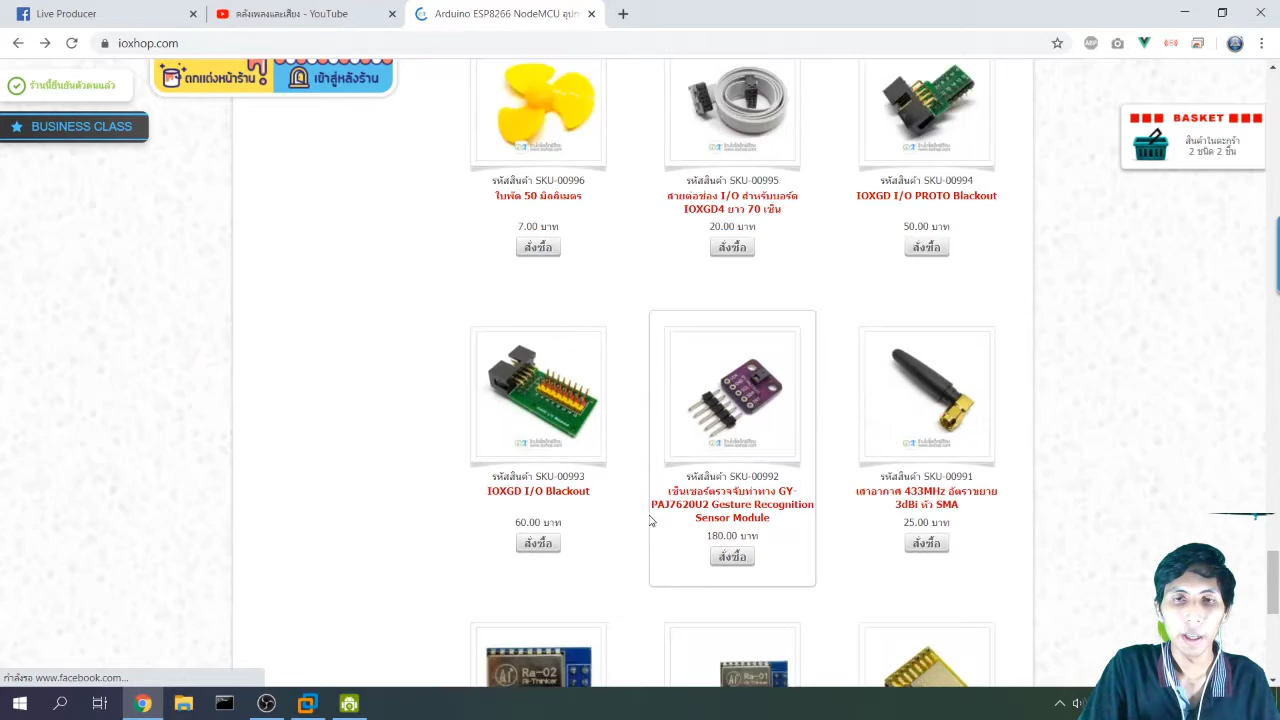 Live Producer
คลังเพลงและเสียง - YouTube
Arduino ESP8266 NodeMCU อุปก
ioxhop.com
ร้านนี้ยืนยันตัวตนแล้ว
ตกแต่งหน้าร้าน
เข้าสู่หลังร้าน
BUSINESS CLASS
BASKET
สินค้าในตะกร้า
2 ชนิด 2 ชิ้น
รหัสสินค้า SKU-00996
ใบพัด 50 มิลลิเมตร
7.00 บาท
สั่งซื้อ
รหัสสินค้า SKU-00995
สายต่อช่อง I/O สำหรับบอร์ด
IOXGD4 ยาว 70 เซ็น
20.00 บาท
สั่งซื้อ
รหัสสินค้า SKU-00994
IOXGD I/O PROTO Blackout
50.00 บาท
สั่งซื้อ
รหัสสินค้า SKU-00993
IOXGD I/O Blackout
60.00 บาท
สั่งซื้อ
รหัสสินค้า SKU-00992
เซ็นเซอร์ตรวจจับท่าทาง GY-
PAJ7620U2 Gesture Recognition
Sensor Module
180.00 บาท
สั่งซื้อ
รหัสสินค้า SKU-00991
เสาอากาศ 433MHz อัตราขยาย
3dBi หัว SMA
25.00 บาท
สั่งซื้อ
Ra-02
Ai-Thinker
Ra-01
กำลังรอ www.facebook.com...